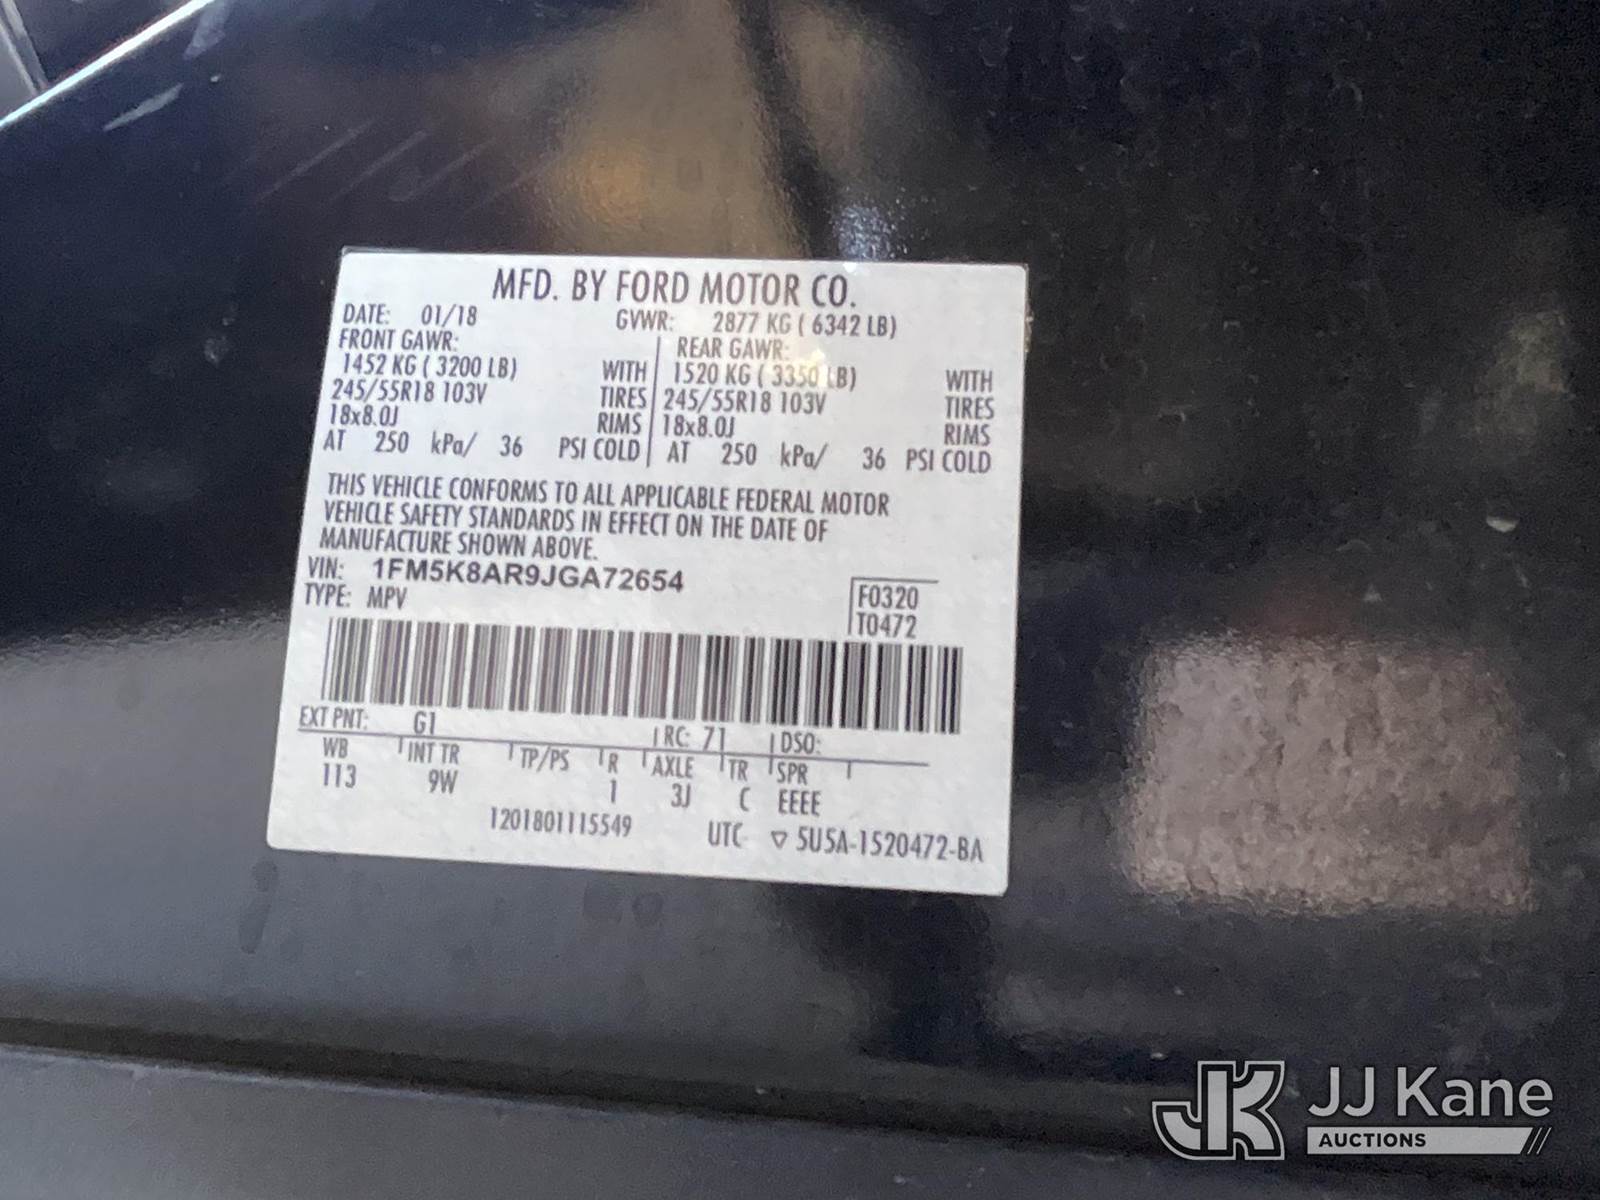 MFD. BY FORD MOTOR CO.
DATE: 01/18 GVWR: 2877 KG ( 6342 LB)
FRONT GAWR: REAR GAWR:
1452 KG ( 3200 LB) WITH 1520 KG ( 3350 LB) WITH
245/55R18 103V TIRES 245/55R18 103V TIRES
18x8.0J RIMS 18x8.0J RIMS
AT 250 kPa/ 36 PSI COLD AT 250 kPa/ 36 PSI COLD
THIS VEHICLE CONFORMS TO ALL APPLICABLE FEDERAL MOTOR
VEHICLE SAFETY STANDARDS IN EFFECT ON THE DATE OF
MANUFACTURE SHOWN ABOVE.
VIN: 1FM5K8AR9JGA72654
TYPE: MPV F0320
T0472
EXT PNT: G1 RC: 71 DSO:
WB INT TR TP/PS R AXLE TR SPR
113 9W 1 3J C EEEE
1201801115549 UTC ▽ 5U5A-1520472-BA
JK JJ Kane
AUCTIONS